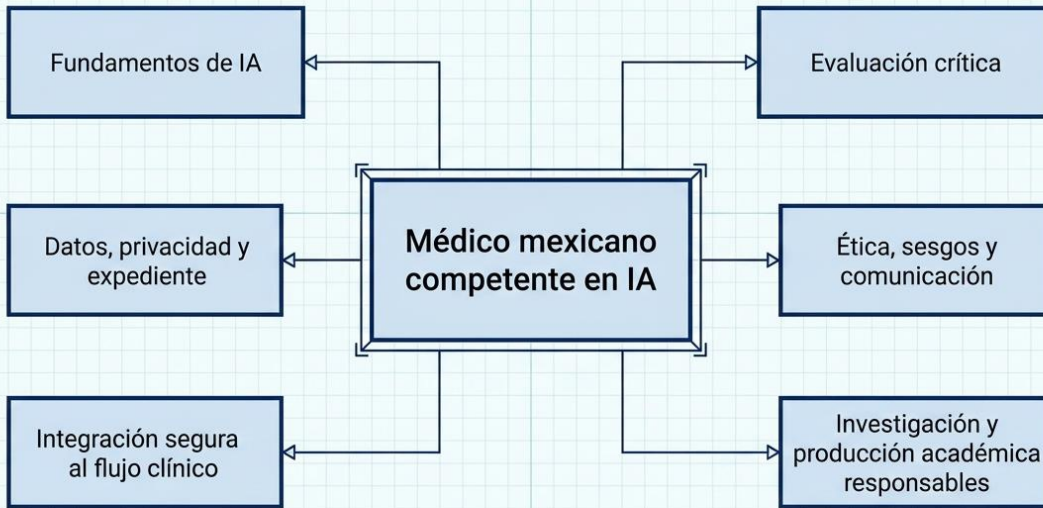 Fundamentos de IA
Evaluación crítica
Médico mexicano
competente en IA
Datos, privacidad y
expediente
Ética, sesgos y
comunicación
Integración segura
al flujo clínico
Investigación y
producción académica
responsables